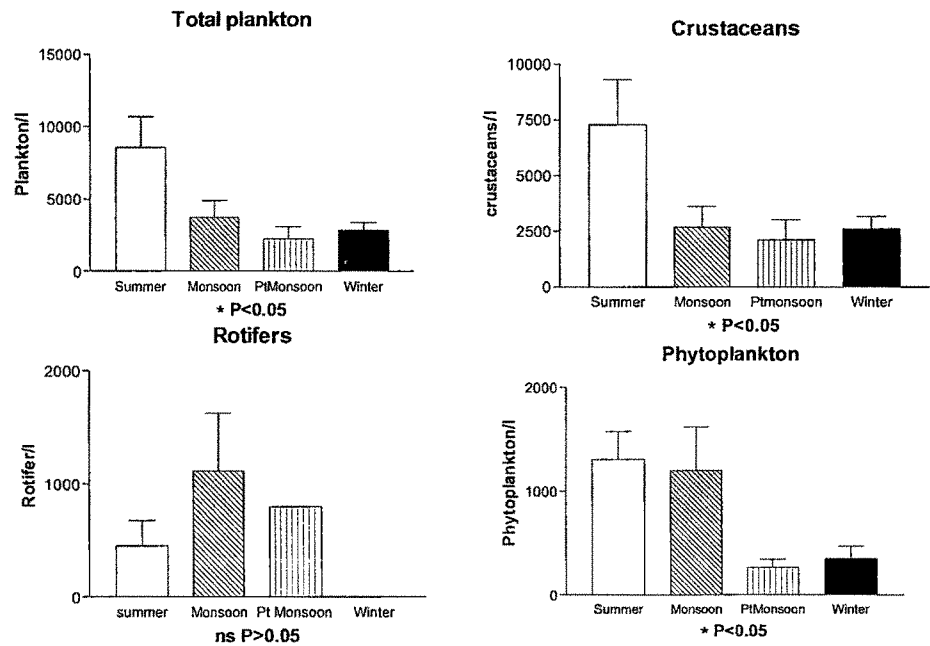 Total plankton
15000
10000
5000
0
Plankton/l
Summer Monsoon PtMonsoon Winter
* P<0.05
Crustaceans
10000
7500
5000
2500
0
crustaceans/l
Summer Monsoon Ptmonsoon Winter
* P<0.05
Rotifers
2000
1000
0
Rotifer/l
summer Monsoon Pt Monsoon Winter
ns P>0.05
Phytoplankton
2000
1000
0
Phytoplankton/l
Summer Monsoon PtMonsoon Winter
* P<0.05